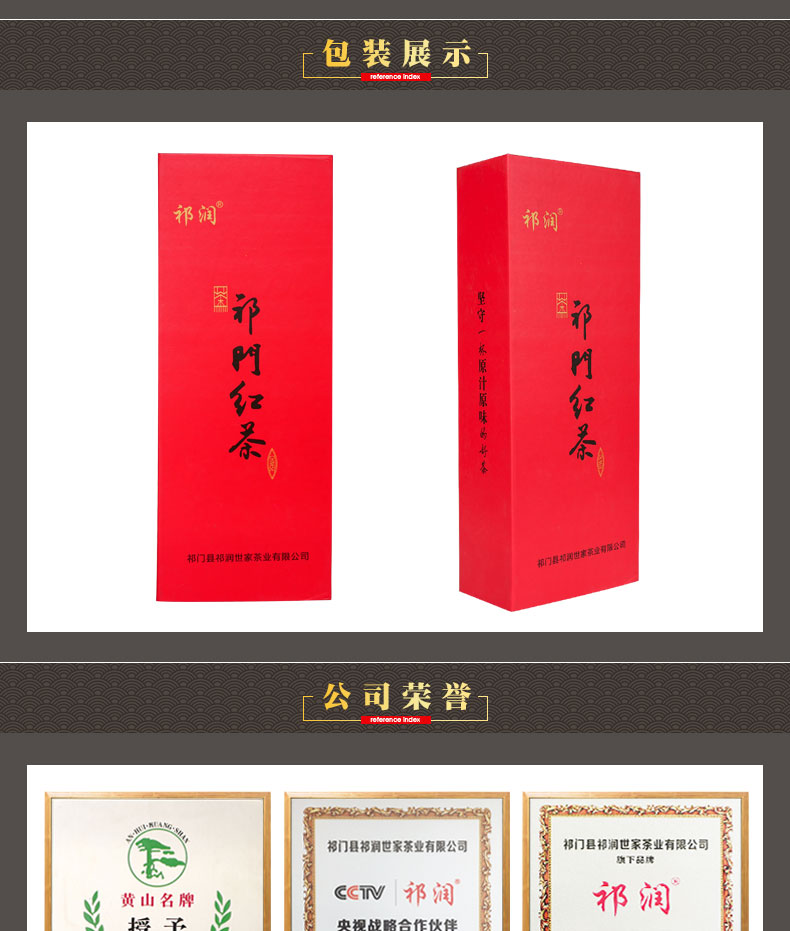 包装展示
reference index
祁润®
祁門红茶
祁门县祁润世家茶业有限公司
祁润®
祁門红茶
坚守一杯原汁原味的好茶
祁门县祁润世家茶业有限公司
公司荣誉
reference index
AN·HUI·HUANG·SHAN
黄山名牌
授予
祁门县祁润世家茶业有限公司
CCTV 祁润
央视战略合作伙伴
祁门县祁润世家茶业有限公司
旗下品牌
祁润®